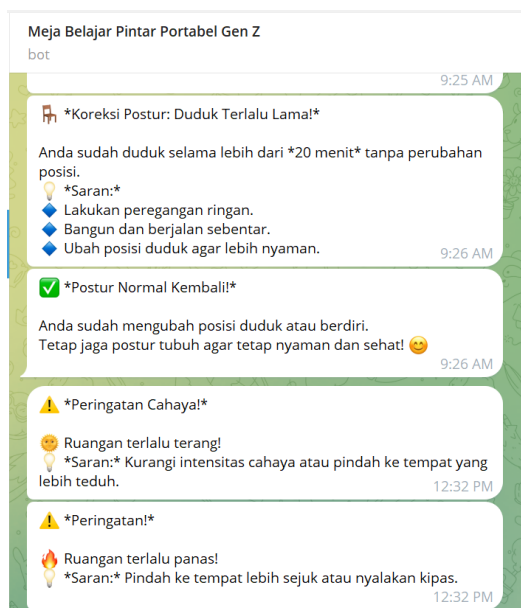 Meja Belajar Pintar Portabel Gen Z
bot
9:25 AM
🪑 *Koreksi Postur: Duduk Terlalu Lama!*
Anda sudah duduk selama lebih dari *20 menit* tanpa perubahan
posisi.
💡 *Saran:*
🔷 Lakukan peregangan ringan.
🔷 Bangun dan berjalan sebentar.
🔷 Ubah posisi duduk agar lebih nyaman.
9:26 AM
✅ *Postur Normal Kembali!*
Anda sudah mengubah posisi duduk atau berdiri.
Tetap jaga postur tubuh agar tetap nyaman dan sehat! 😊
9:26 AM
⚠️ *Peringatan Cahaya!*
🌞 Ruangan terlalu terang!
💡 *Saran:* Kurangi intensitas cahaya atau pindah ke tempat yang
lebih teduh.
12:32 PM
⚠️ *Peringatan!*
🔥 Ruangan terlalu panas!
💡 *Saran:* Pindah ke tempat lebih sejuk atau nyalakan kipas.
12:32 PM